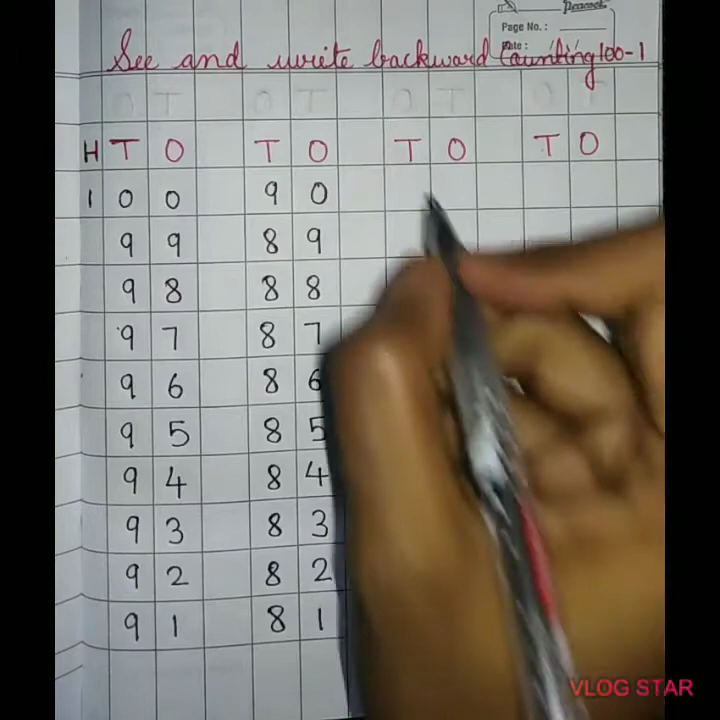 Peacock
Page No.:
Date:
See and write backward Counting 100-1
H T O T O T O T O
1 0 0 9 0
9 9 8 9
9 8 8 8
9 7 8 7
9 6 8 6
9 5 8 5
9 4 8 4
9 3 8 3
9 2 8 2
9 1 8 1
VLOG STAR